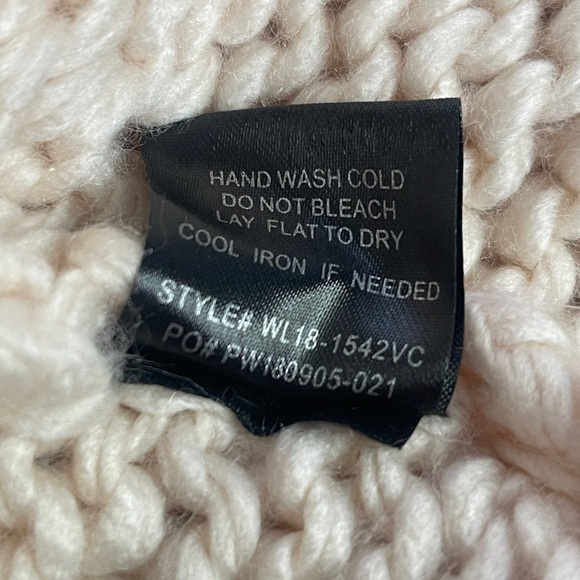 HAND WASH COLD
DO NOT BLEACH
LAY FLAT TO DRY
COOL IRON IF NEEDED
STYLE# WL18-1542VC
PO# PW180905-021